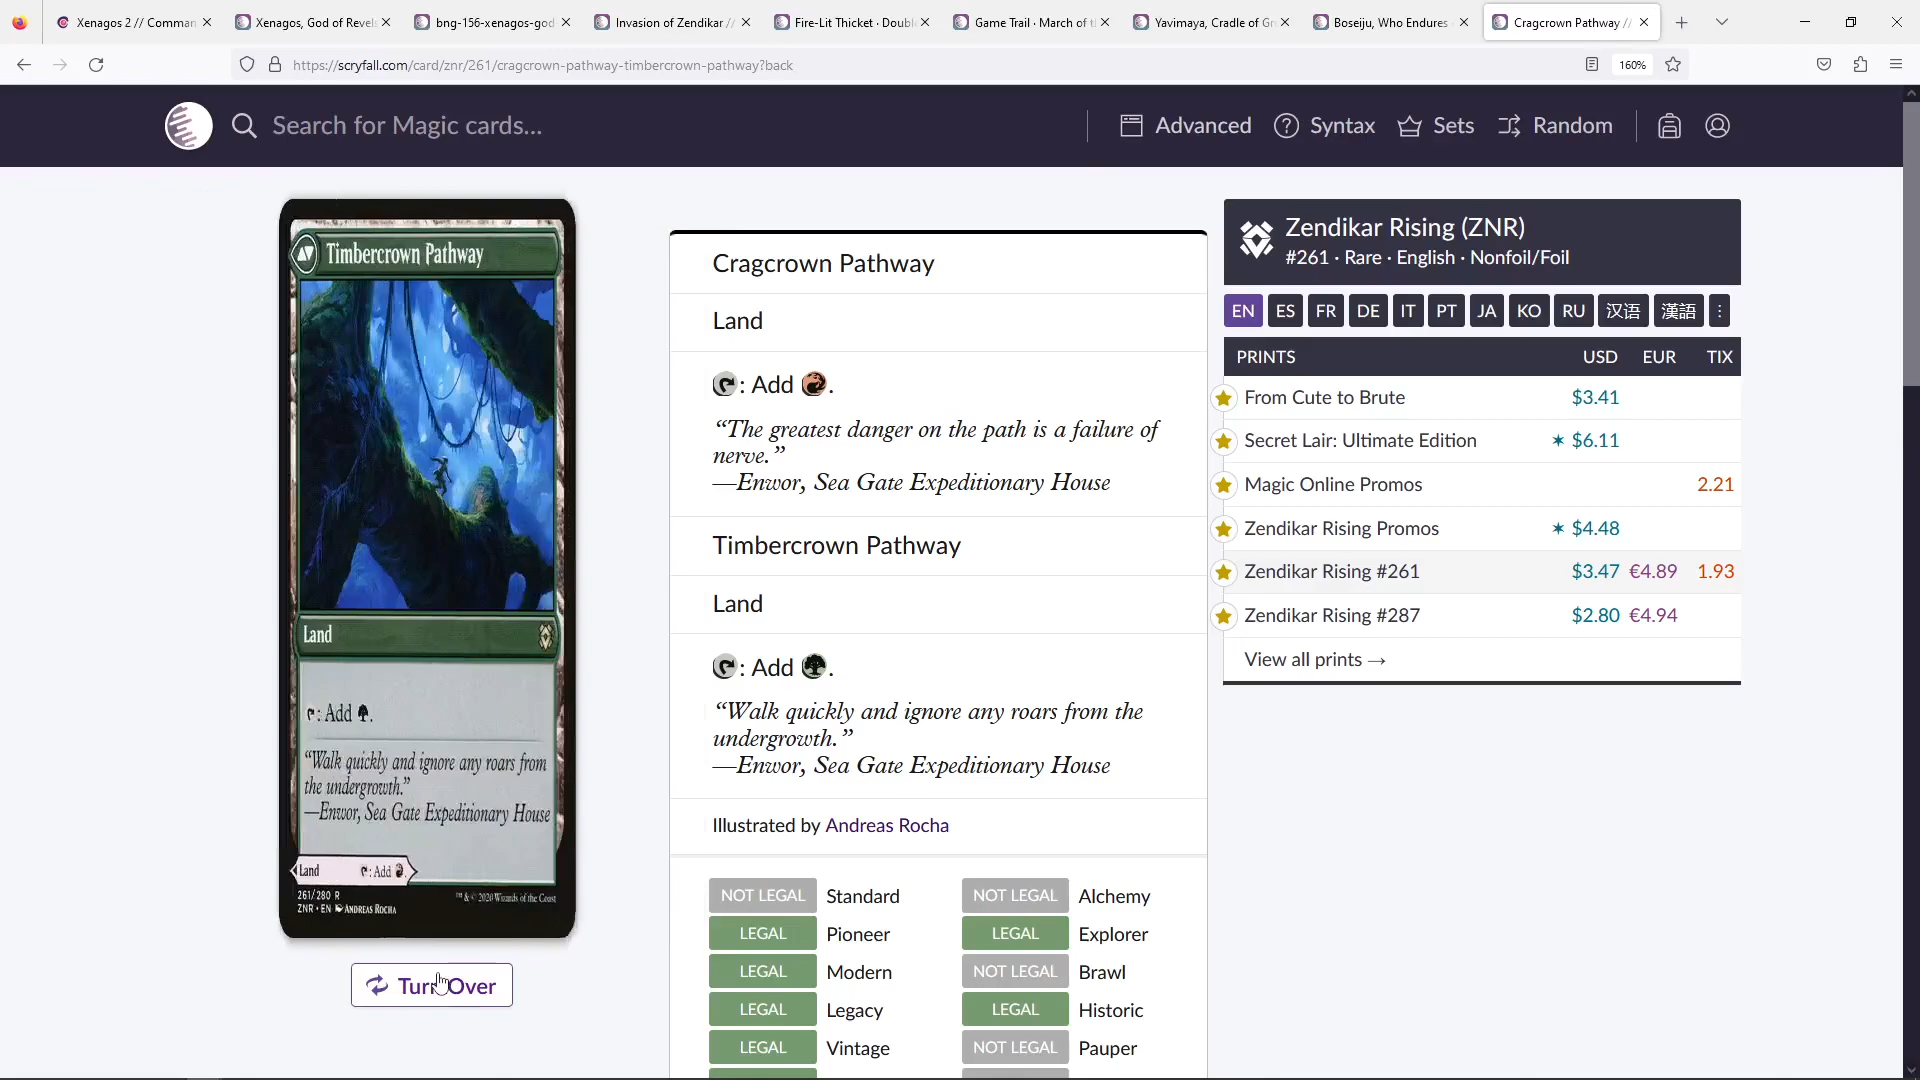 Xenagos 2 // Comman
Xenagos, God of Revels
bng-156-xenagos-god
Invasion of Zendikar //
Fire-Lit Thicket · Doubl
Game Trail · March of t
Yavimaya, Cradle of Gr
Boseiju, Who Endures
Cragcrown Pathway //
https://scryfall.com/card/znr/261/cragcrown-pathway-timbercrown-pathway?back
160%
Search for Magic cards...
Advanced
Syntax
Sets
Random
Timbercrown Pathway
Land
: Add .
“Walk quickly and ignore any roars from
the undergrowth.”
—Enwor, Sea Gate Expeditionary House
Land : Add .
261/280 R
ZNR • EN ANDREAS ROCHA
™ & © 2020 Wizards of the Coast
Turn Over
Cragcrown Pathway
Land
: Add .
“The greatest danger on the path is a failure of
nerve.”
—Enwor, Sea Gate Expeditionary House
Timbercrown Pathway
Land
: Add .
“Walk quickly and ignore any roars from the
undergrowth.”
—Enwor, Sea Gate Expeditionary House
Illustrated by Andreas Rocha
NOT LEGAL Standard NOT LEGAL Alchemy
LEGAL Pioneer LEGAL Explorer
LEGAL Modern NOT LEGAL Brawl
LEGAL Legacy LEGAL Historic
LEGAL Vintage NOT LEGAL Pauper
Zendikar Rising (ZNR)
#261 · Rare · English · Nonfoil/Foil
EN ES FR DE IT PT JA KO RU 汉语 漢語
PRINTS USD EUR TIX
From Cute to Brute $3.41
Secret Lair: Ultimate Edition $6.11
Magic Online Promos 2.21
Zendikar Rising Promos $4.48
Zendikar Rising #261 $3.47 €4.89 1.93
Zendikar Rising #287 $2.80 €4.94
View all prints →